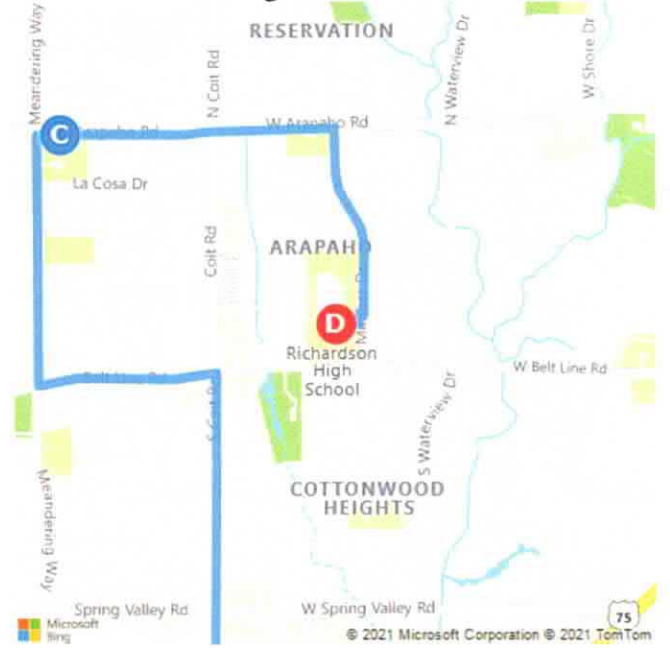 RESERVATION
Meandering Way
N Coit Rd
N Waterview Dr
W Shore Dr
C
W Arapaho Rd
La Cosa Dr
Coit Rd
ARAPAHO
D
Richardson
High
School
W Belt Line Rd
S Coit Rd
S Waterview Dr
COTTONWOOD
HEIGHTS
Meandering Way
Spring Valley Rd
W Spring Valley Rd
75
Microsoft
Bing
© 2021 Microsoft Corporation © 2021 TomTom